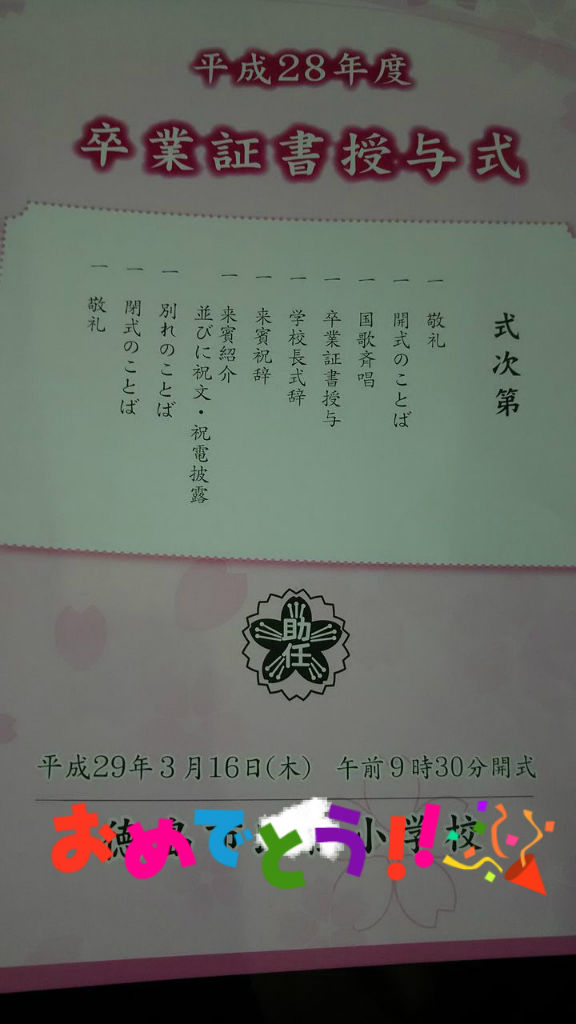 平成28年度
卒業証書授与式
式次第
一 敬礼
一 開式のことば
一 国歌斉唱
一 卒業証書授与
一 学校長式辞
一 来賓祝辞
一 来賓紹介
並びに祝文・祝電披露
一 別れのことば
一 閉式のことば
一 敬礼
助任
平成29年3月16日(木) 午前9時30分開式
小学校
おめでとう!!